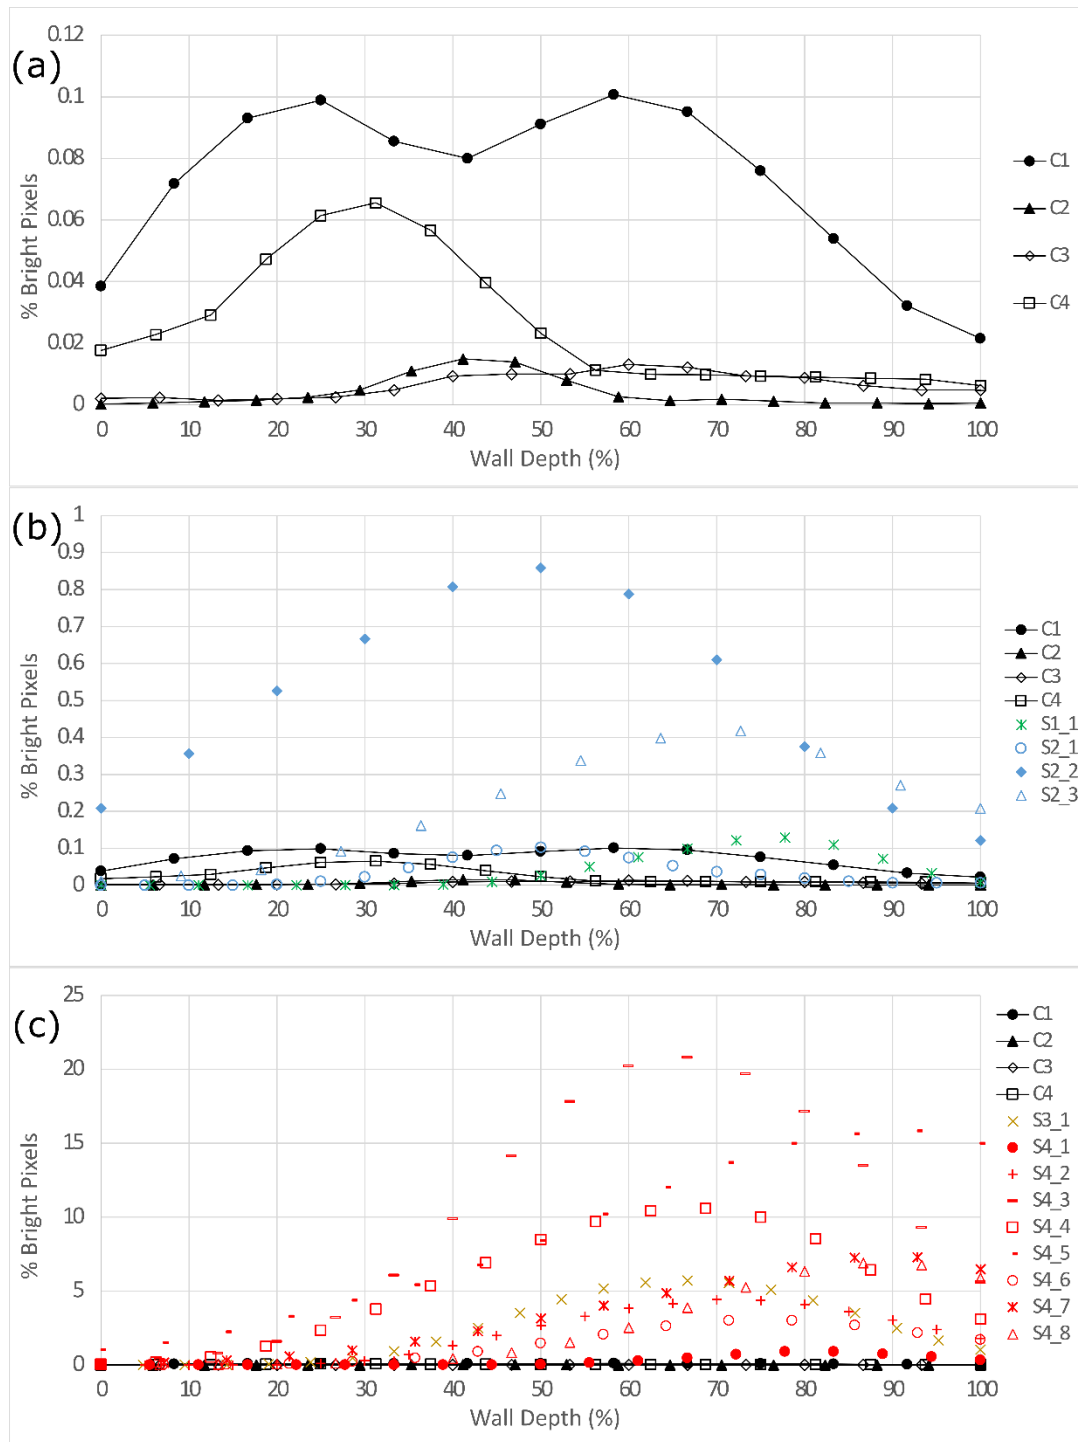 (a)
0.12
0.1
0.08
0.06
0.04
0.02
0
% Bright Pixels
0 10 20 30 40 50 60 70 80 90 100
Wall Depth (%)
C1
C2
C3
C4
(b)
1
0.9
0.8
0.7
0.6
0.5
0.4
0.3
0.2
0.1
0
% Bright Pixels
0 10 20 30 40 50 60 70 80 90 100
Wall Depth (%)
C1
C2
C3
C4
S1_1
S2_1
S2_2
S2_3
(c)
25
20
15
10
5
0
% Bright Pixels
0 10 20 30 40 50 60 70 80 90 100
Wall Depth (%)
C1
C2
C3
C4
S3_1
S4_1
S4_2
S4_3
S4_4
S4_5
S4_6
S4_7
S4_8